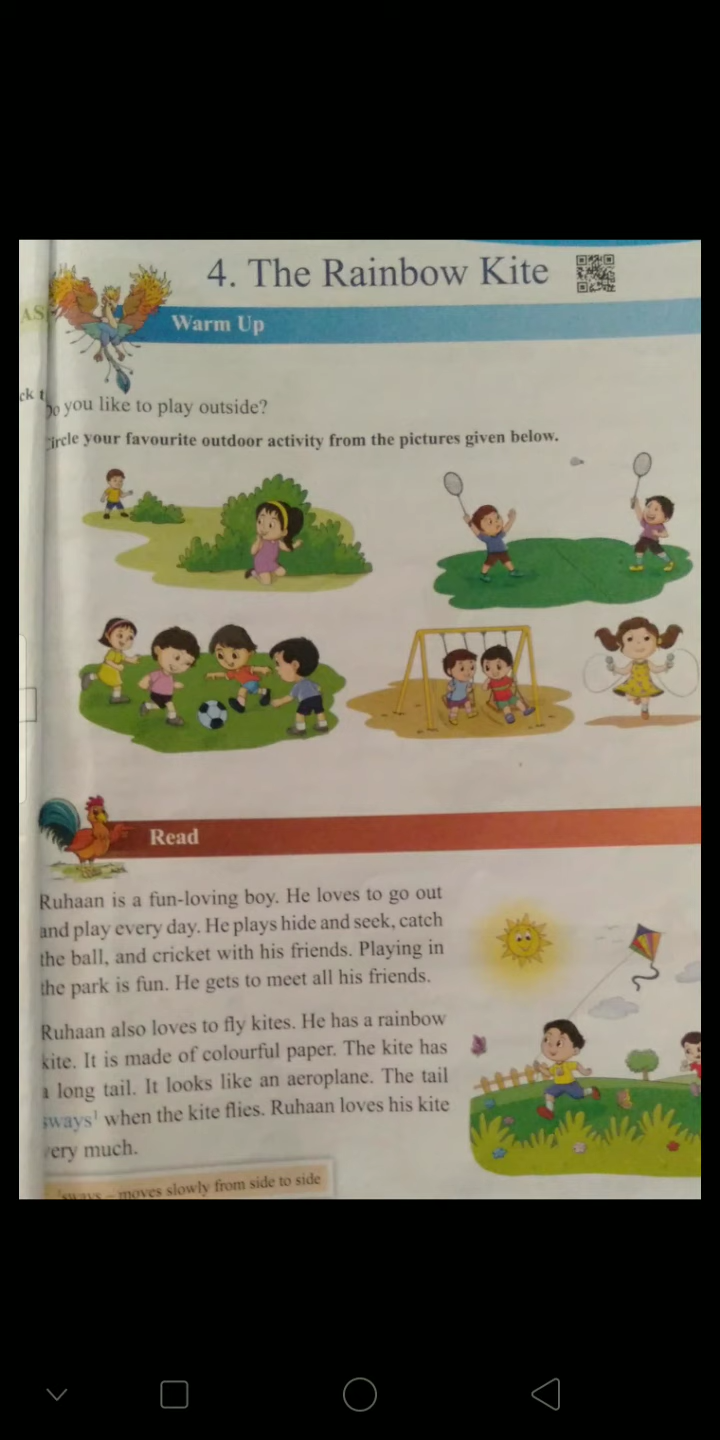 4. The Rainbow Kite
AS
Warm Up
ck t
Do you like to play outside?
Circle your favourite outdoor activity from the pictures given below.
Read
Ruhaan is a fun-loving boy. He loves to go out
and play every day. He plays hide and seek, catch
the ball, and cricket with his friends. Playing in
the park is fun. He gets to meet all his friends.
Ruhaan also loves to fly kites. He has a rainbow
kite. It is made of colourful paper. The kite has
a long tail. It looks like an aeroplane. The tail
sways¹ when the kite flies. Ruhaan loves his kite
very much.
¹sways – moves slowly from side to side